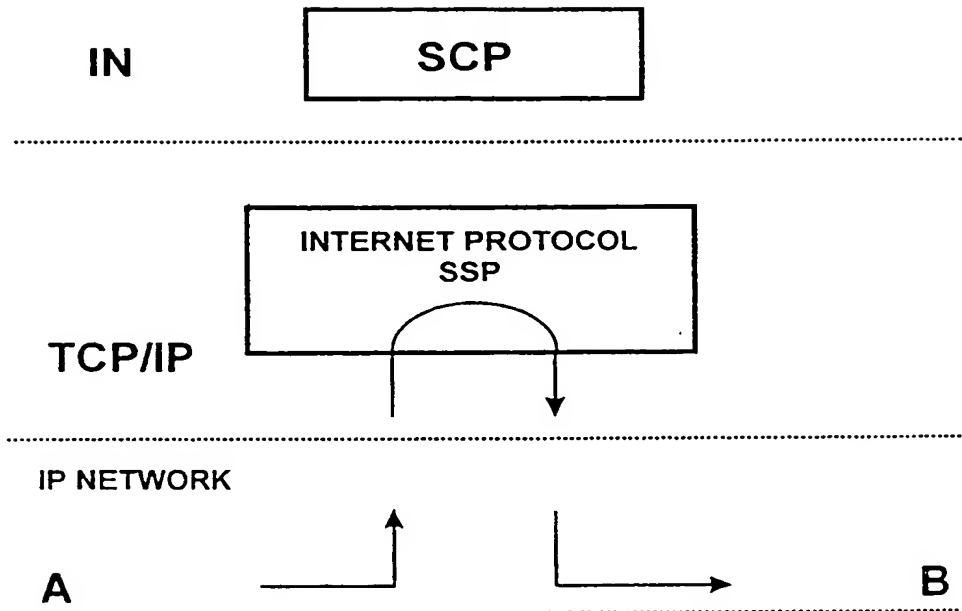 IN
SCP
INTERNET PROTOCOL
SSP
TCP/IP
IP NETWORK
A
B